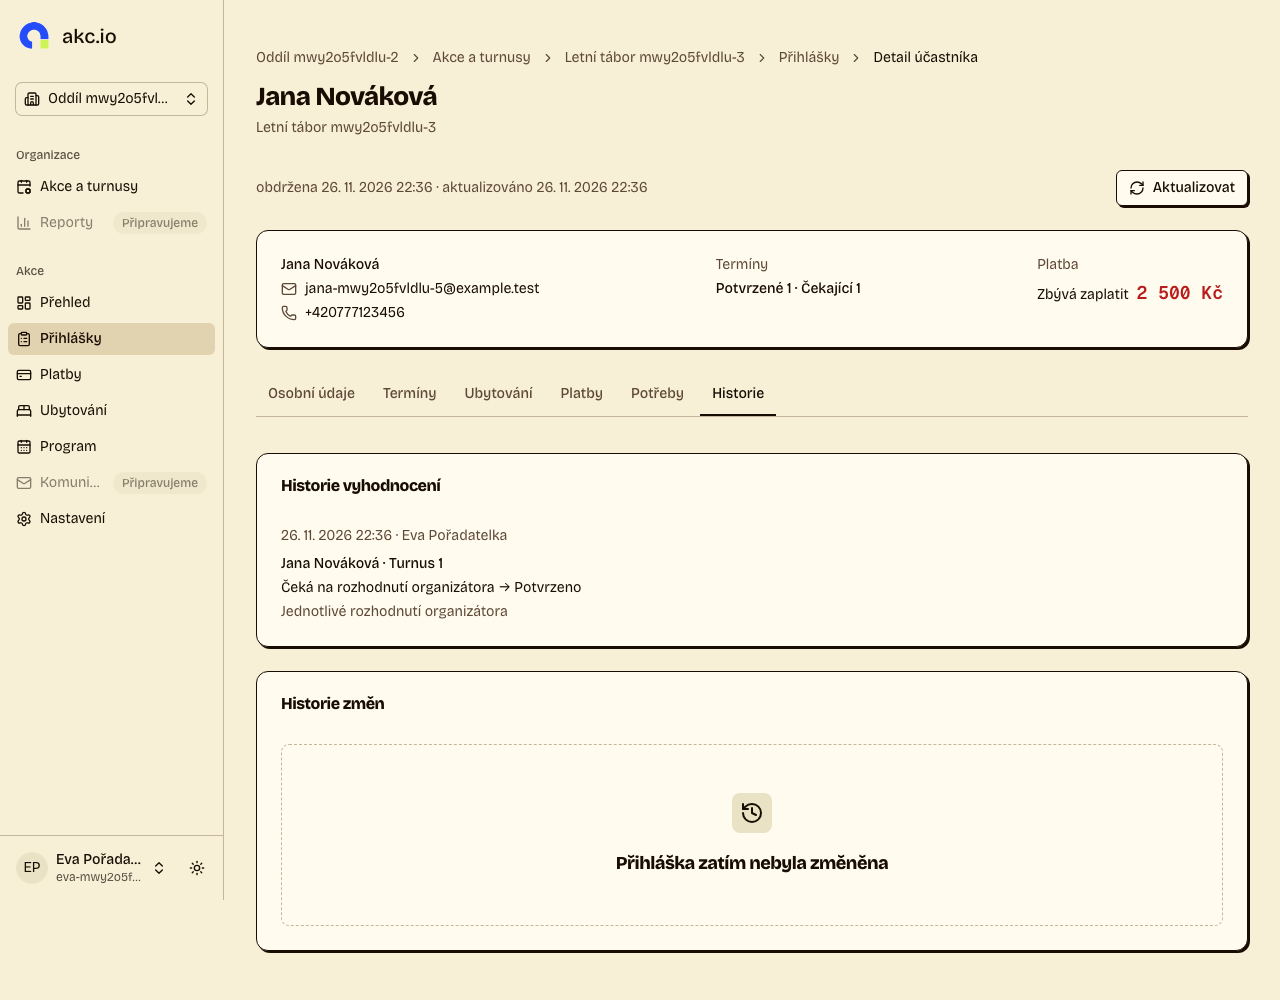 akc.io
Oddíl mwy2o5fvl...
Organizace
Akce a turnusy
Reporty Připravujeme
Akce
Přehled
Přihlášky
Platby
Ubytování
Program
Komuni... Připravujeme
Nastavení
EP
Eva Pořada...
eva-mwy2o5f...
Oddíl mwy2o5fvldlu-2 > Akce a turnusy > Letní tábor mwy2o5fvldlu-3 > Přihlášky > Detail účastníka
Jana Nováková
Letní tábor mwy2o5fvldlu-3
obdržena 26. 11. 2026 22:36 · aktualizováno 26. 11. 2026 22:36
Aktualizovat
Jana Nováková
jana-mwy2o5fvldlu-5@example.test
+420777123456
Termíny
Potvrzené 1 · Čekající 1
Platba
Zbývá zaplatit 2 500 Kč
Osobní údaje Termíny Ubytování Platby Potřeby Historie
Historie vyhodnocení
26. 11. 2026 22:36 · Eva Pořadatelka
Jana Nováková · Turnus 1
Čeká na rozhodnutí organizátora → Potvrzeno
Jednotlivé rozhodnutí organizátora
Historie změn
Přihláška zatím nebyla změněna